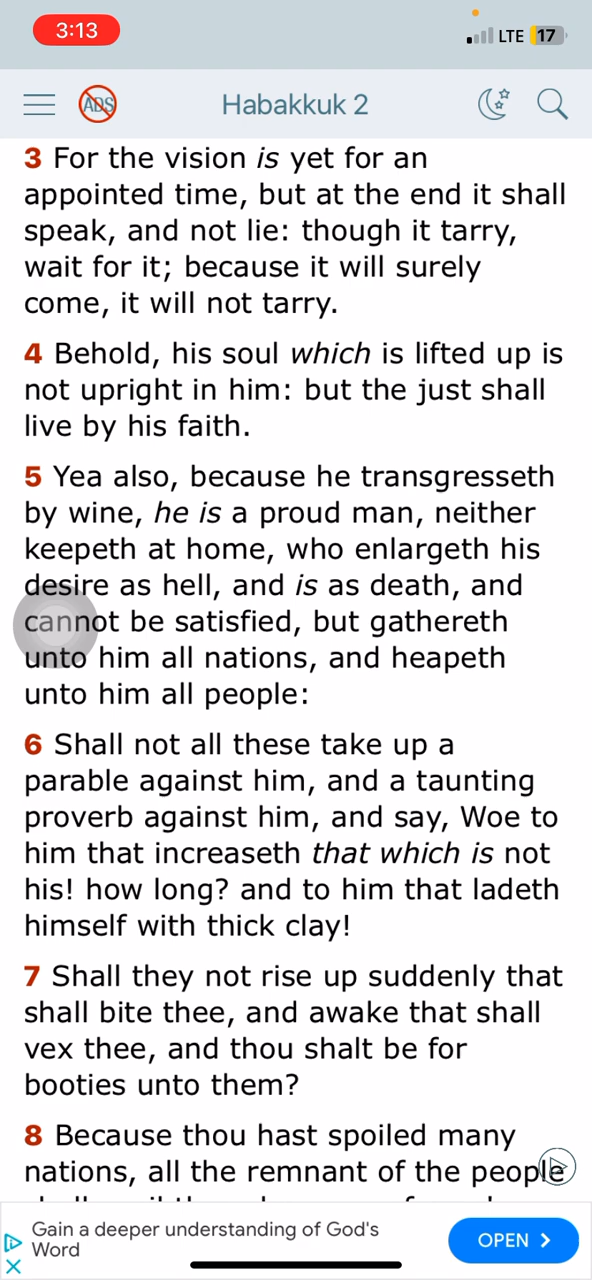 3:13
LTE 17
ADS
Habakkuk 2
3 For the vision is yet for an
appointed time, but at the end it shall
speak, and not lie: though it tarry,
wait for it; because it will surely
come, it will not tarry.
4 Behold, his soul which is lifted up is
not upright in him: but the just shall
live by his faith.
5 Yea also, because he transgresseth
by wine, he is a proud man, neither
keepeth at home, who enlargeth his
desire as hell, and is as death, and
cannot be satisfied, but gathereth
unto him all nations, and heapeth
unto him all people:
6 Shall not all these take up a
parable against him, and a taunting
proverb against him, and say, Woe to
him that increaseth that which is not
his! how long? and to him that ladeth
himself with thick clay!
7 Shall they not rise up suddenly that
shall bite thee, and awake that shall
vex thee, and thou shalt be for
booties unto them?
8 Because thou hast spoiled many
nations, all the remnant of the people
Gain a deeper understanding of God's
Word
OPEN